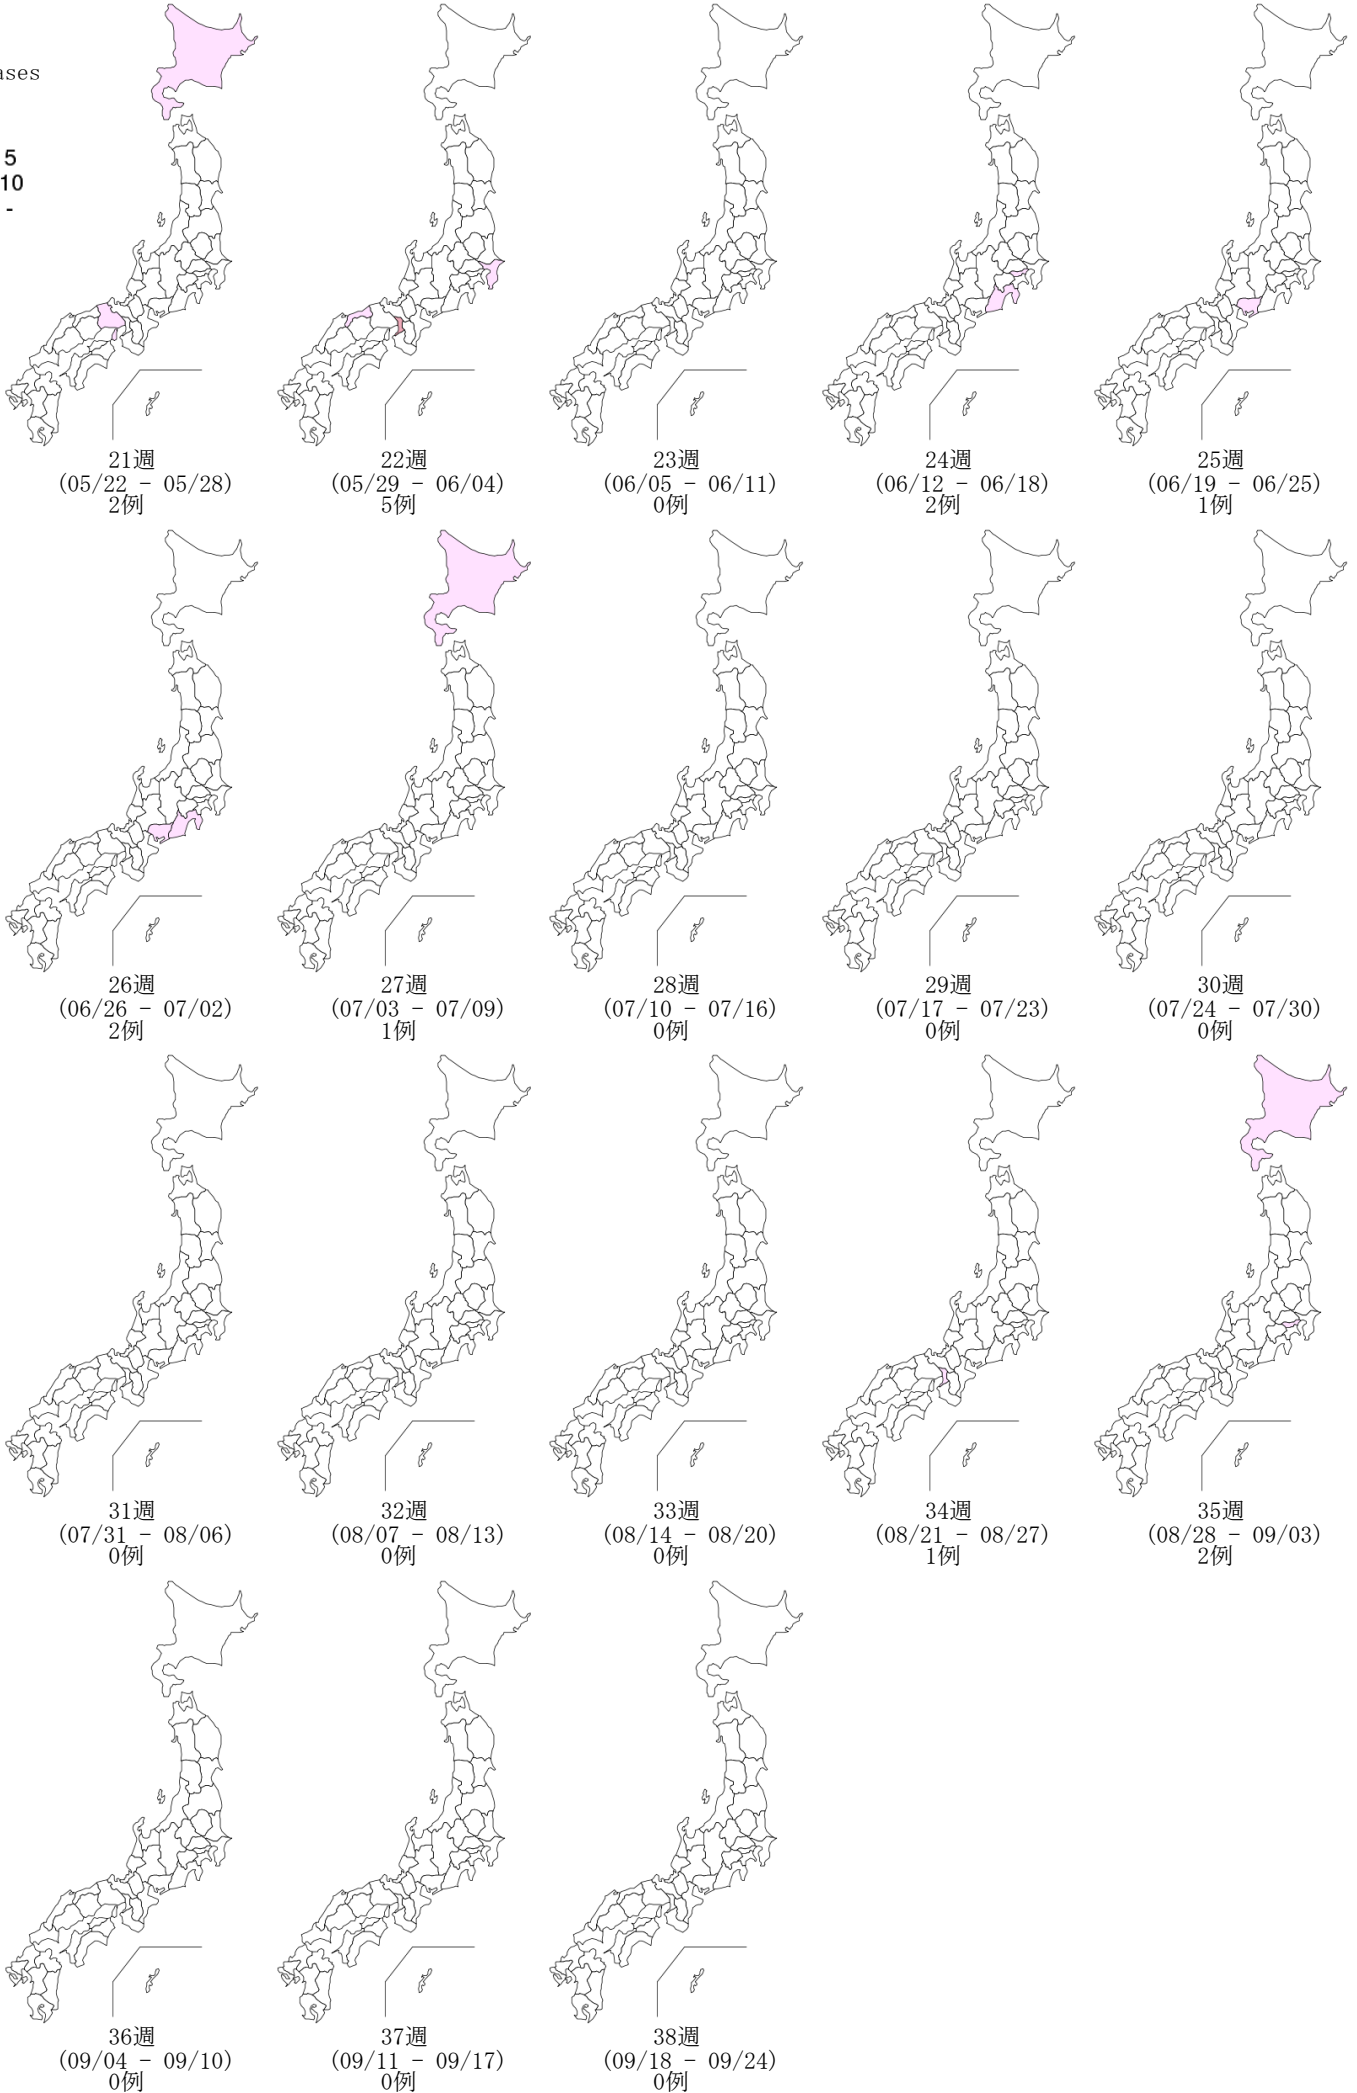 ases
5
10
-
21週
(05/22 - 05/28)
2例
22週
(05/29 - 06/04)
5例
23週
(06/05 - 06/11)
0例
24週
(06/12 - 06/18)
2例
25週
(06/19 - 06/25)
1例
26週
(06/26 - 07/02)
2例
27週
(07/03 - 07/09)
1例
28週
(07/10 - 07/16)
0例
29週
(07/17 - 07/23)
0例
30週
(07/24 - 07/30)
0例
31週
(07/31 - 08/06)
0例
32週
(08/07 - 08/13)
0例
33週
(08/14 - 08/20)
0例
34週
(08/21 - 08/27)
1例
35週
(08/28 - 09/03)
2例
36週
(09/04 - 09/10)
0例
37週
(09/11 - 09/17)
0例
38週
(09/18 - 09/24)
0例